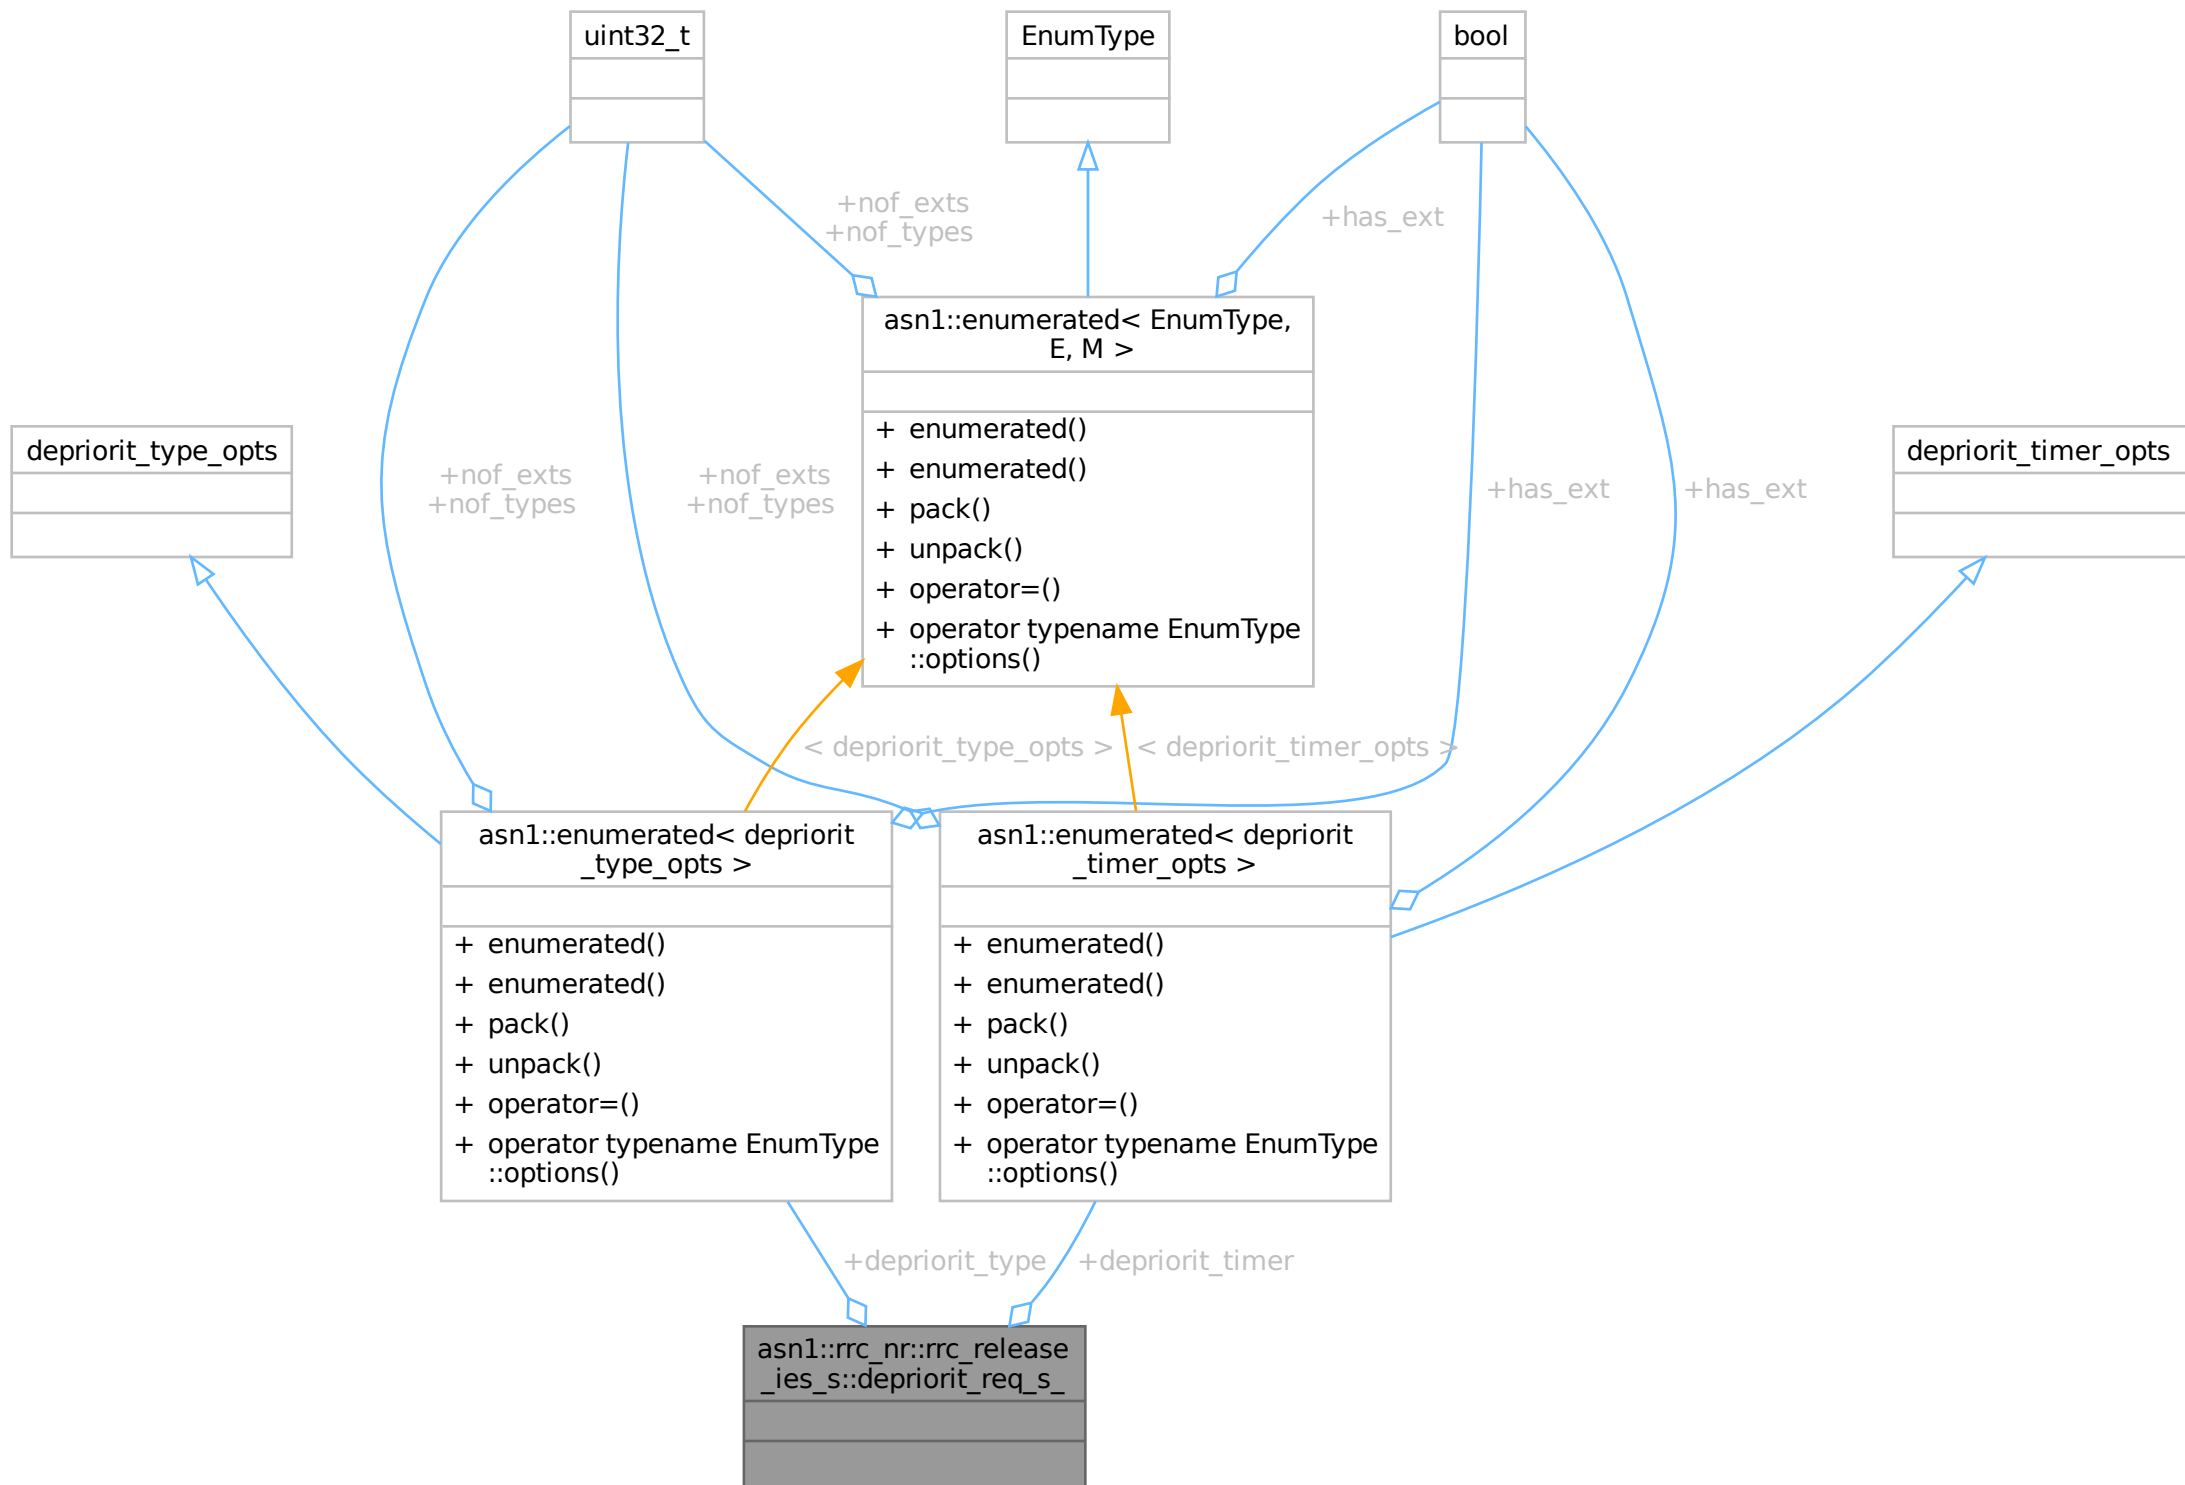 uint32_t
EnumType
bool
+nof_exts
+nof_types
+has_ext
asn1::enumerated< EnumType,
E, M >
+ enumerated()
+ enumerated()
+ pack()
+ unpack()
+ operator=()
+ operator typename EnumType
::options()
depriorit_type_opts
+nof_exts
+nof_types
+nof_exts
+nof_types
+has_ext
+has_ext
depriorit_timer_opts
< depriorit_type_opts >
< depriorit_timer_opts >
asn1::enumerated< depriorit
_type_opts >
+ enumerated()
+ enumerated()
+ pack()
+ unpack()
+ operator=()
+ operator typename EnumType
::options()
asn1::enumerated< depriorit
_timer_opts >
+ enumerated()
+ enumerated()
+ pack()
+ unpack()
+ operator=()
+ operator typename EnumType
::options()
+depriorit_type
+depriorit_timer
asn1::rrc_nr::rrc_release
_ies_s::depriorit_req_s_